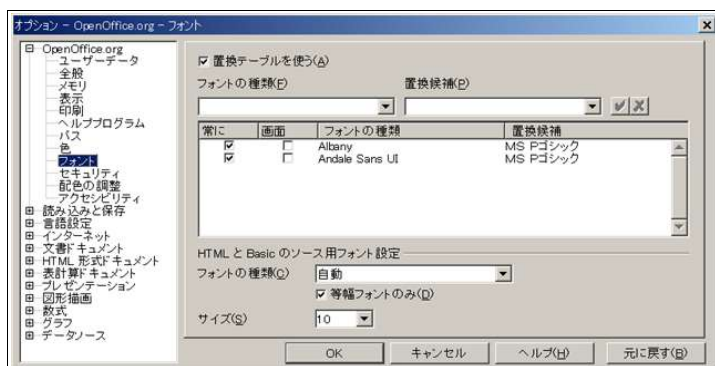 オプション - OpenOffice.org - フォント
OpenOffice.org
ユーザーデータ
全般
メモリ
表示
印刷
ヘルププログラム
パス
色
フォント
セキュリティ
配色の調整
アクセシビリティ
読み込みと保存
言語設定
インターネット
文書ドキュメント
HTML 形式ドキュメント
表計算ドキュメント
プレゼンテーション
図形描画
数式
グラフ
データソース
置換テーブルを使う(A)
フォントの種類(F) 置換候補(P)
常に 画面 フォントの種類 置換候補
Albany MS Pゴシック
Andale Sans UI MS Pゴシック
HTML と Basic のソース用フォント設定
フォントの種類(C) 自動
等幅フォントのみ(D)
サイズ(S) 10
OK キャンセル ヘルプ(H) 元に戻す(B)